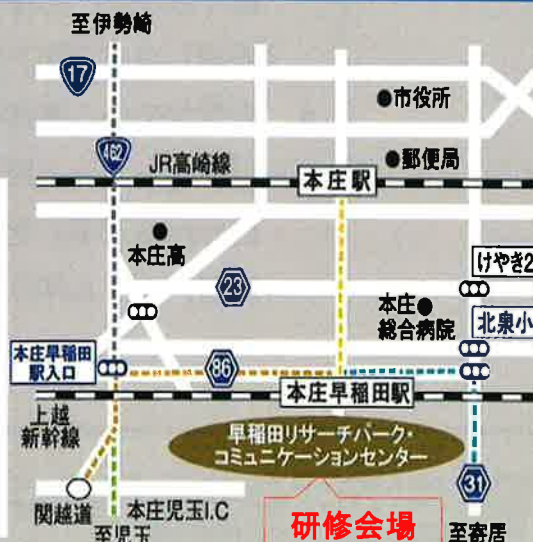 至伊勢崎
17
●市役所
462
JR高崎線
●郵便局
本庄駅
本庄高
けやき2
23
本庄●
総合病院
北泉小
本庄早稲田
駅入口
86
本庄早稲田駅
上越
新幹線
早稲田リサーチパーク・
コミュニケーションセンター
31
関越道
本庄児玉I.C
至児玉
研修会場
至寄居